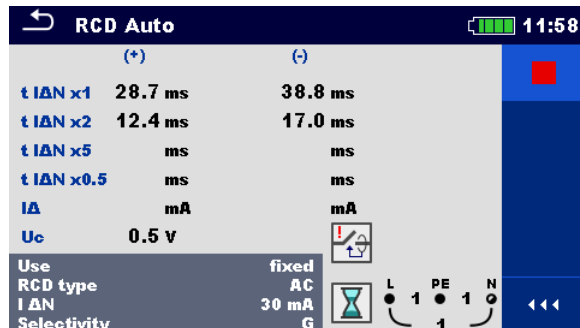 RCD Auto 11:58
(+) (-)
t IΔN x1 28.7 ms 38.8 ms
t IΔN x2 12.4 ms 17.0 ms
t IΔN x5 ms ms
t IΔN x0.5 ms ms
IΔ mA mA
Uc 0.5 V
!
Use fixed
RCD type AC
I ΔN 30 mA
Selectivity G
L PE N
1 1
1